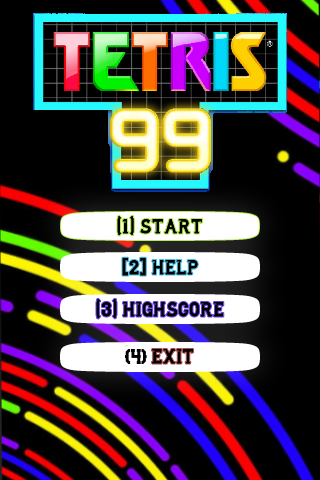 TETRIS®
99
(1) START
[2] HELP
(3) HIGHSCORE
(4) EXIT